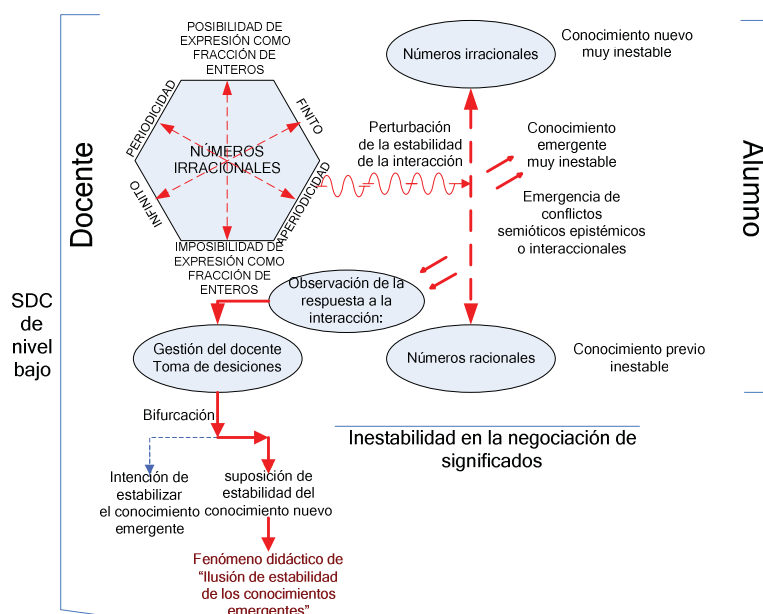 POSIBILIDAD DE
EXPRESIÓN COMO
FRACCIÓN DE
ENTEROS
PERIODICIDAD
FINITO
NÚMEROS
IRRACIONALES
INFINITO
APERIODICIDAD
IMPOSIBILIDAD DE
EXPRESIÓN COMO
FRACCIÓN DE
ENTEROS
Docente
SDC
de
nivel
bajo
Números irracionales
Conocimiento nuevo
muy inestable
Perturbación
de la estabilidad
de la interacción
Conocimiento
emergente
muy inestable
Emergencia de
conflictos
semióticos epistémicos
o interaccionales
Alumno
Observación de la
respuesta a la
interacción:
Gestión del docente
Toma de desiciones
Números racionales
Conocimiento previo
inestable
Bifurcación
Inestabilidad en la negociación de
significados
Intención de
estabilizar
el conocimiento
emergente
suposición de
estabilidad del
conocimiento nuevo
Fenómeno didáctico de
“Ilusión de estabilidad
de los conocimientos
emergentes”